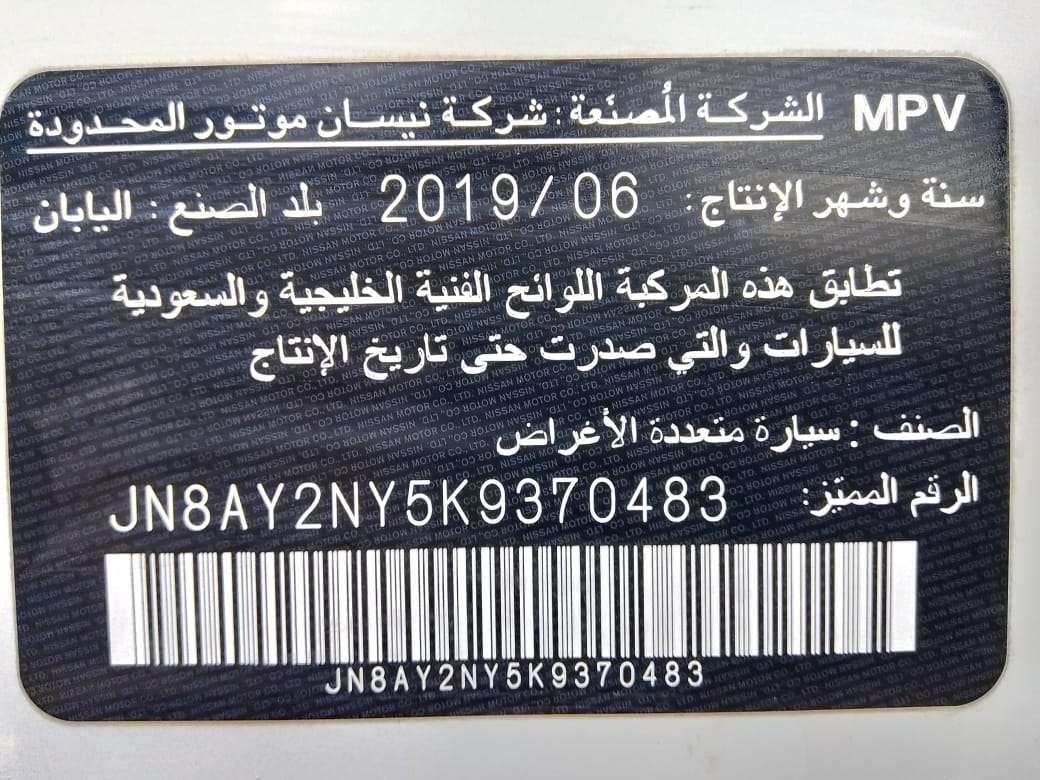 MPV الشركة المُصنّعة: شركة نيسان موتور المحدودة
سنة وشهر الإنتاج: 2019/06 بلد الصنع: اليابان
تطابق هذه المركبة اللوائح الفنية الخليجية والسعودية
للسيارات والتي صدرت حتى تاريخ الإنتاج
الصنف: سيارة متعددة الأغراض
الرقم المميّز: JN8AY2NY5K9370483
JN8AY2NY5K9370483